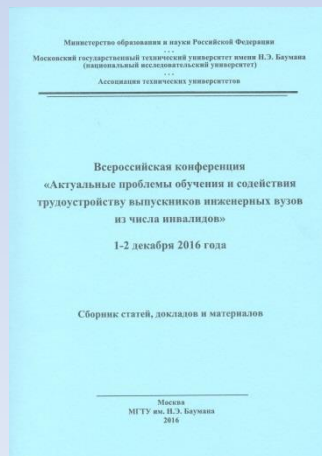 Министерство образования и науки Российской Федерации
...
Московский государственный технический университет имени Н.Э. Баумана
(национальный исследовательский университет)
...
Ассоциация технических университетов
Всероссийская конференция
«Актуальные проблемы обучения и содействия
трудоустройству выпускников инженерных вузов
из числа инвалидов»
1-2 декабря 2016 года
Сборник статей, докладов и материалов
Москва
МГТУ им. Н.Э. Баумана
2016